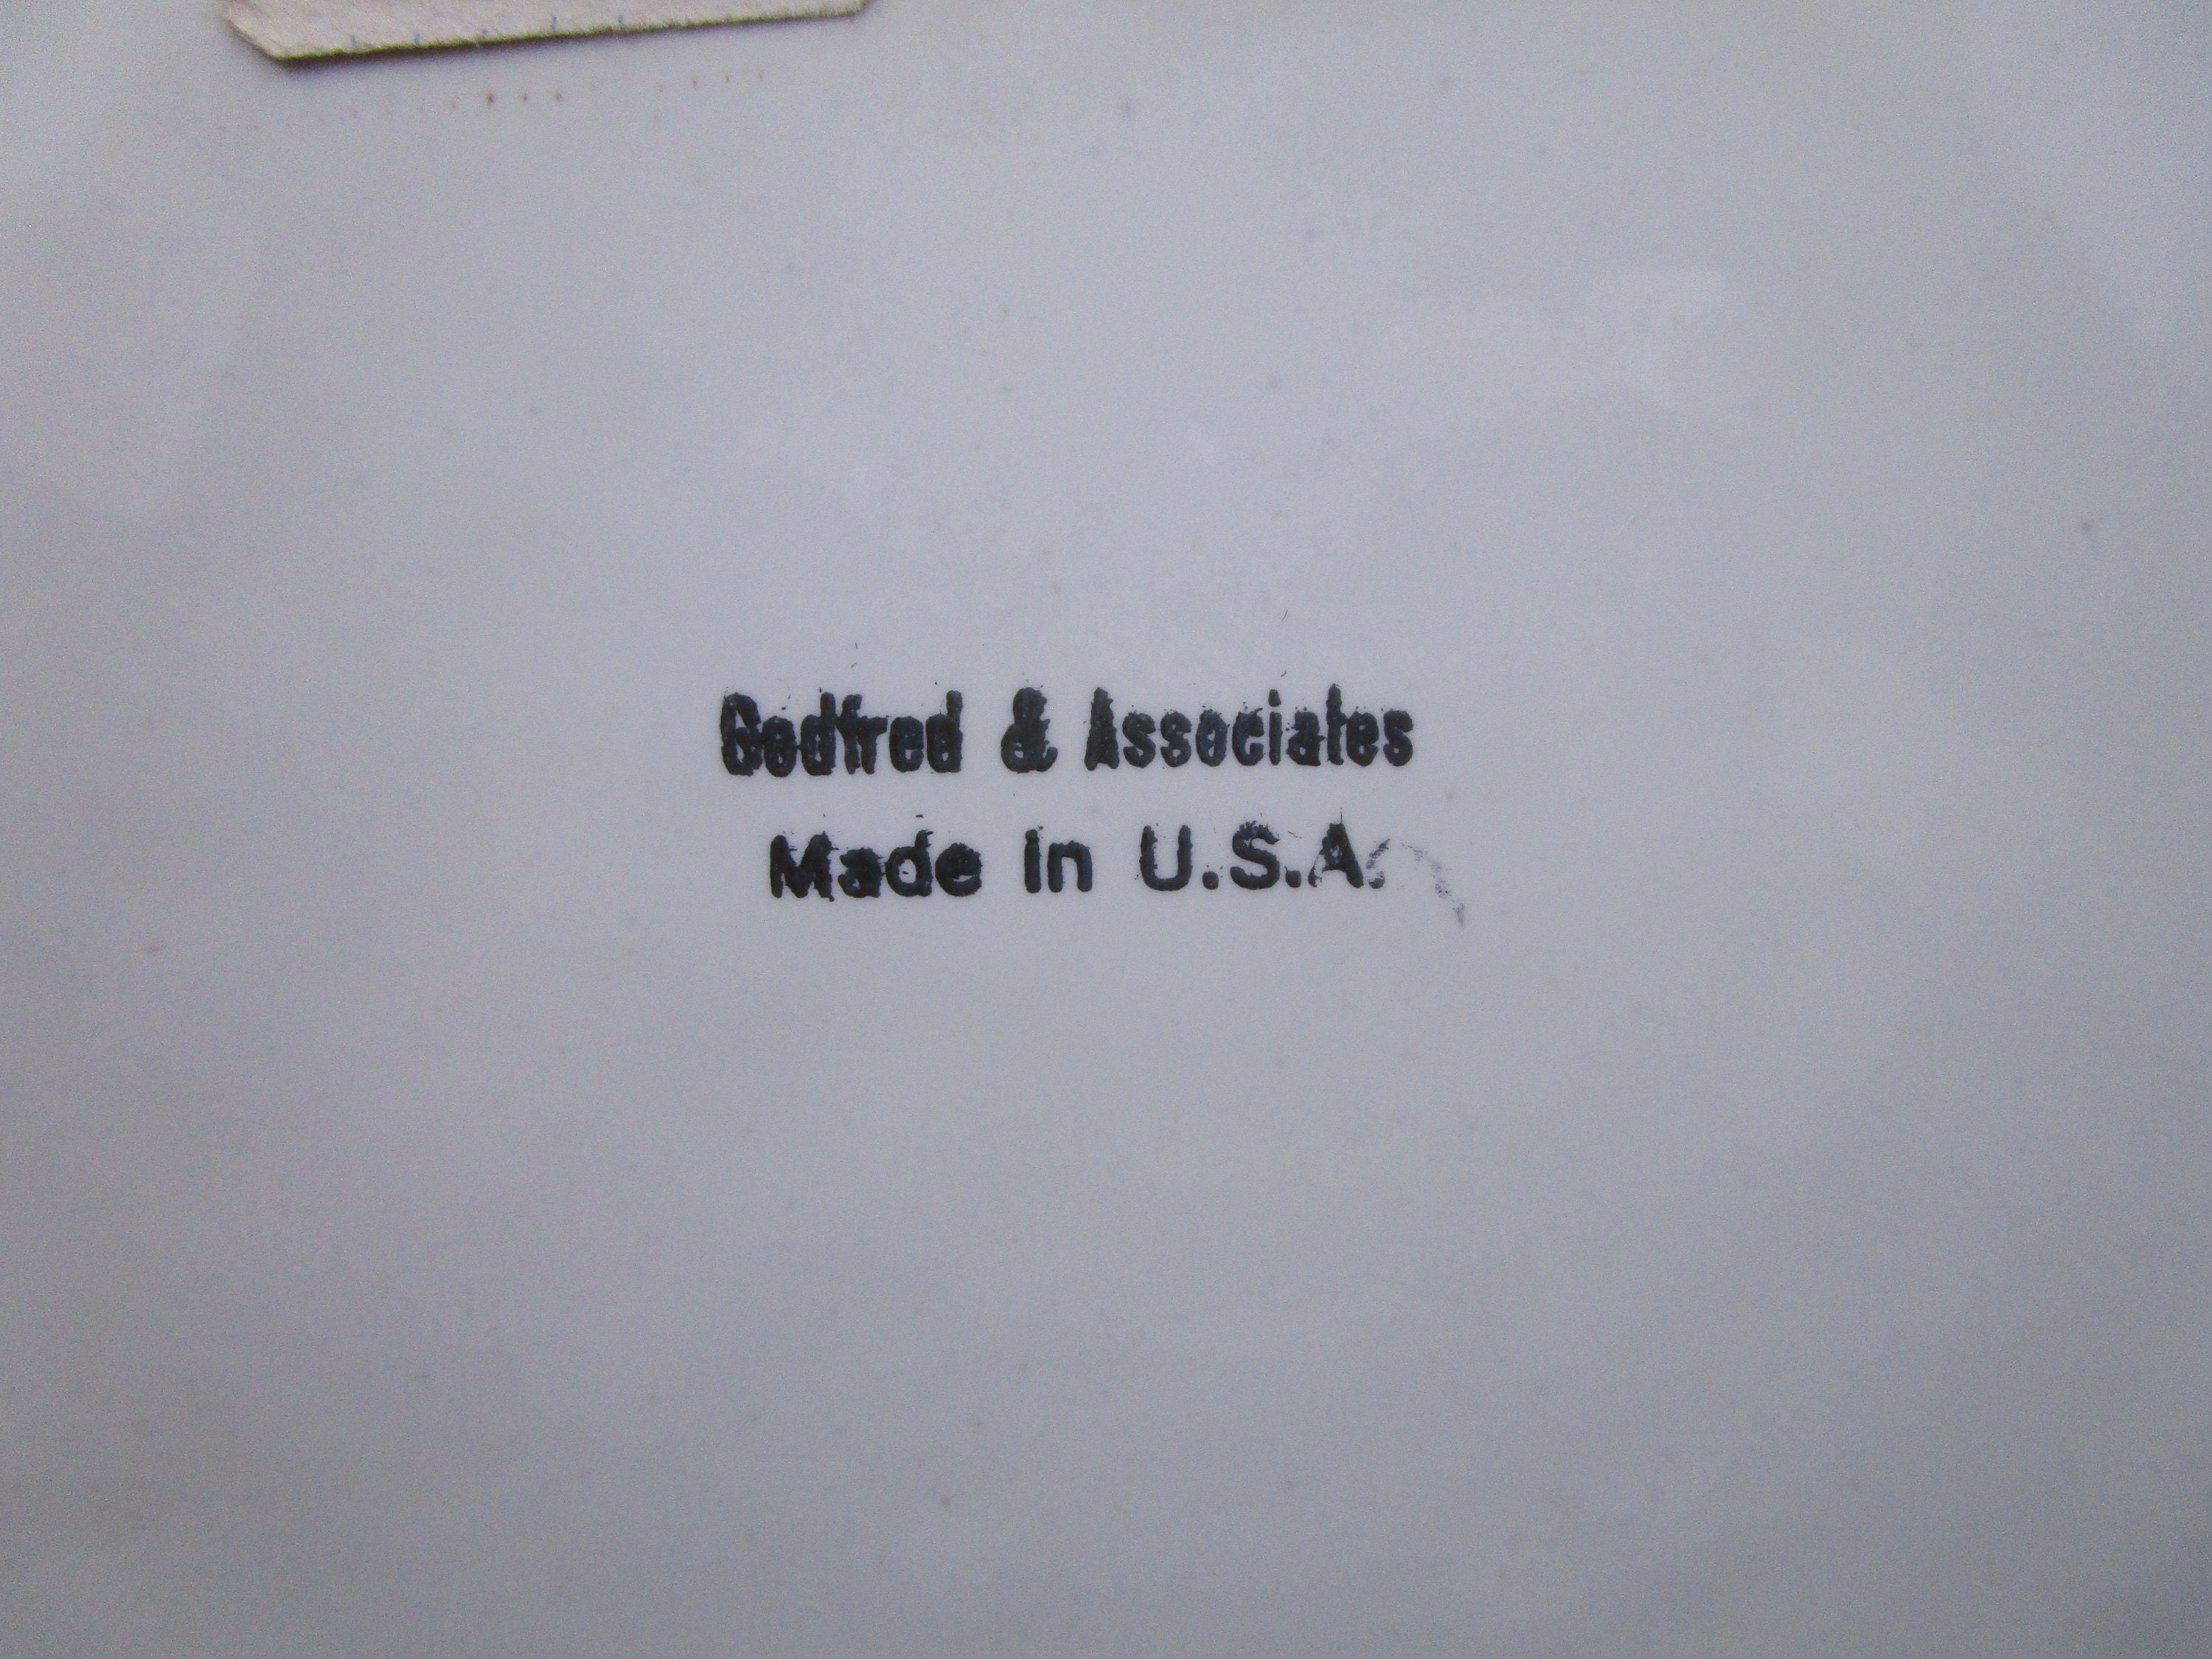 Godfred & Associates
Made in U.S.A.